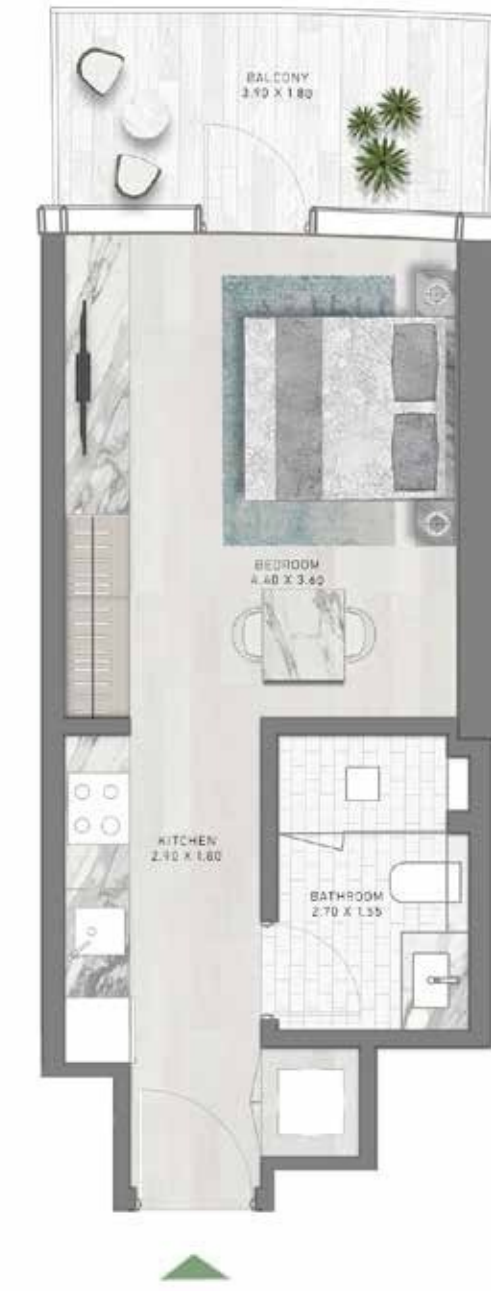 BALCONY
3.90 X 1.80
BEDROOM
4.40 X 3.60
KITCHEN
2.90 X 1.80
BATHROOM
2.70 X 1.55